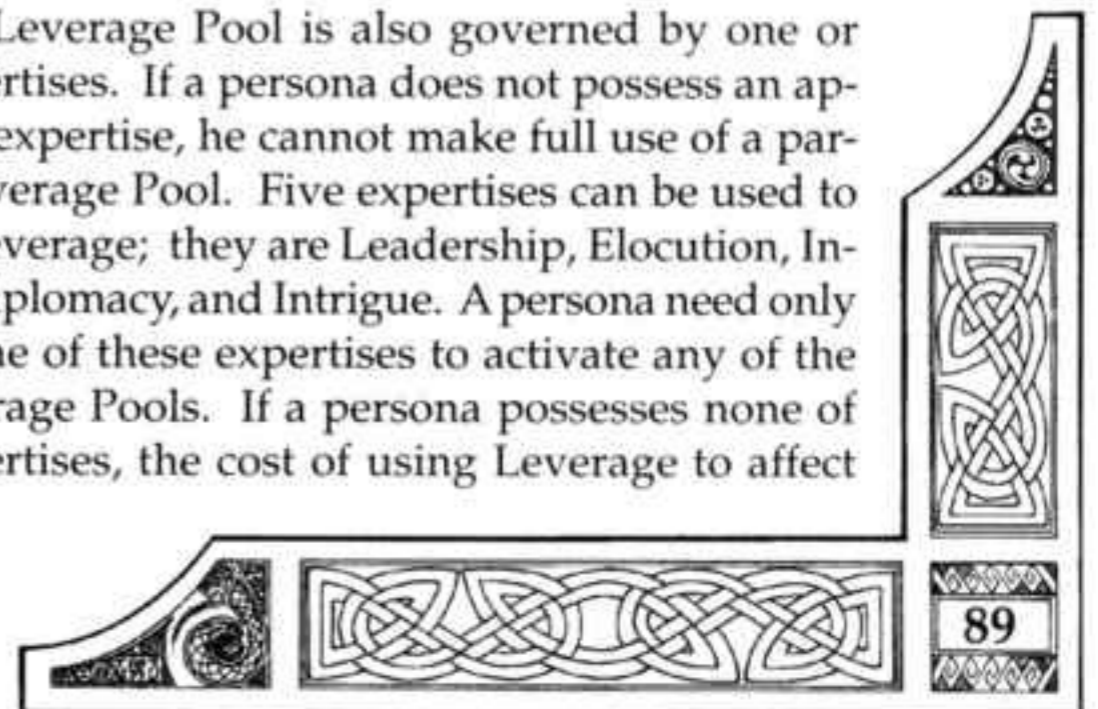 Leverage Pool is also governed by one or
ertises. If a persona does not possess an ap-
expertise, he cannot make full use of a par-
verage Pool. Five expertises can be used to
everage; they are Leadership, Elocution, In-
plomacy, and Intrigue. A persona need only
ne of these expertises to activate any of the
rage Pools. If a persona possesses none of
ertises, the cost of using Leverage to affect
89